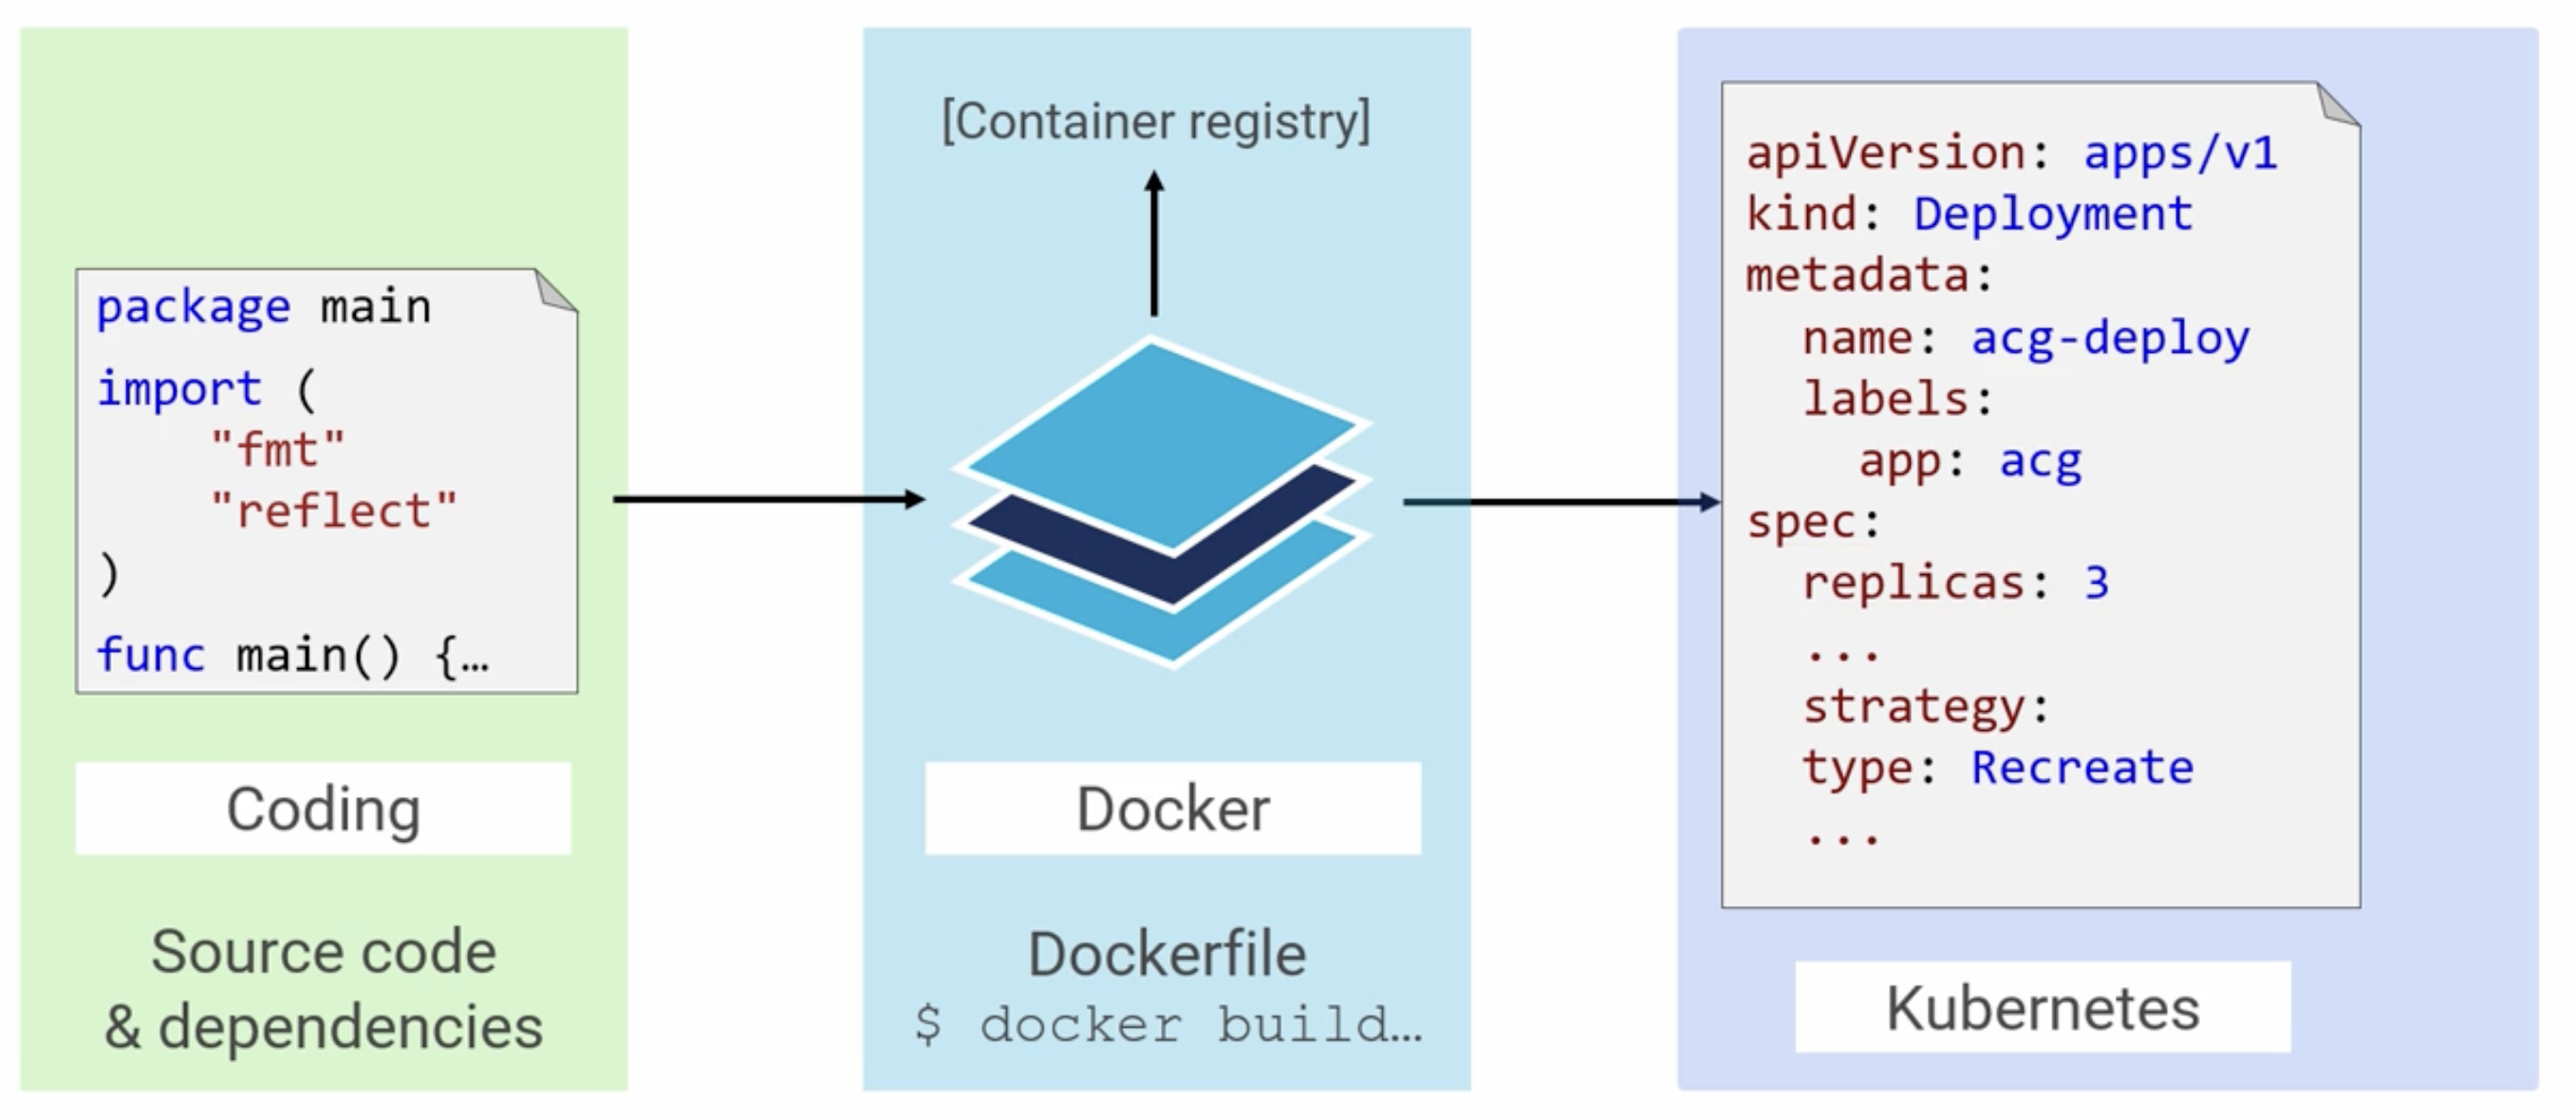 package main
import (
"fmt"
"reflect"
)
func main() {…
Coding
Source code
& dependencies
[Container registry]
Docker
Dockerfile
$ docker build…
apiVersion: apps/v1
kind: Deployment
metadata:
name: acg-deploy
labels:
app: acg
spec:
replicas: 3
...
strategy:
type: Recreate
...
Kubernetes